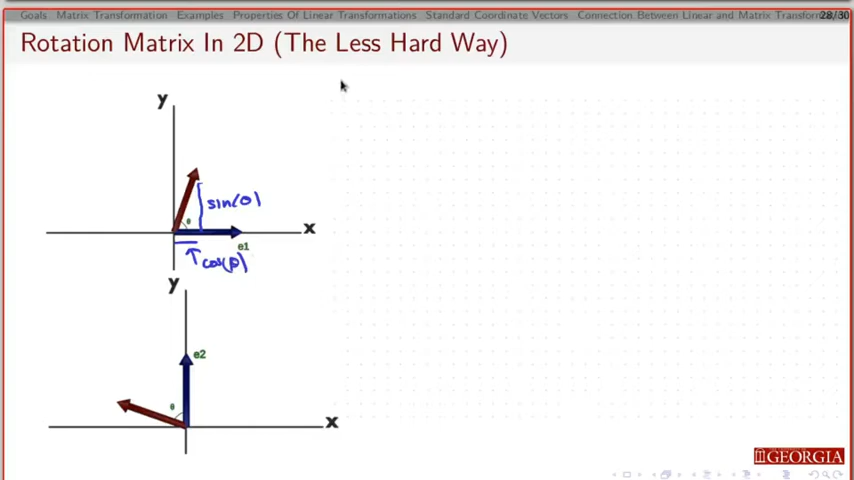 Goals Matrix Transformation Examples Properties Of Linear Transformations Standard Coordinate Vectors Connection Between Linear and Matrix Transform
28/30
Rotation Matrix In 2D (The Less Hard Way)
y
sin(θ)
θ
x
e1
cos(θ)
y
e2
θ
x
GEORGIA